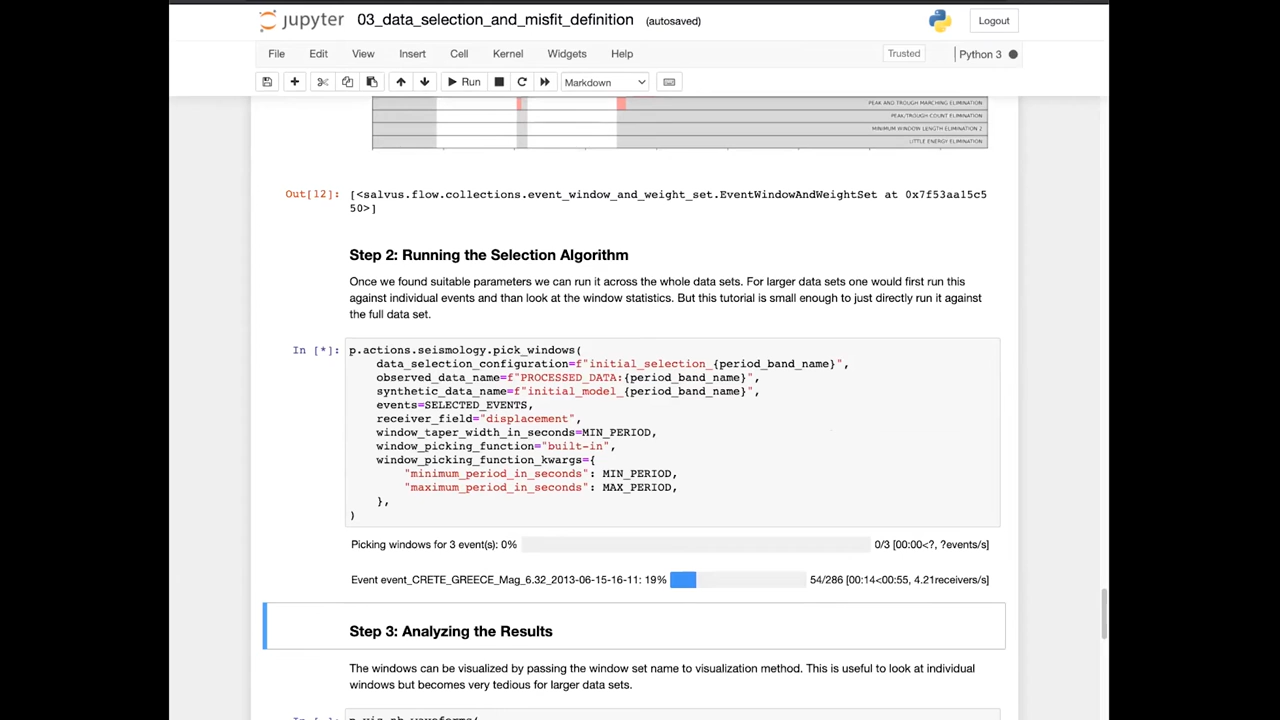 jupyter 03_data_selection_and_misfit_definition (autosaved) Logout
File Edit View Insert Cell Kernel Widgets Help Trusted Python 3
Run Markdown
PEAK AND TROUGH MARCHING ELIMINATION
PEAK/TROUGH COUNT ELIMINATION
MINIMUM WINDOW LENGTH ELIMINATION 2
LITTLE ENERGY ELIMINATION
Out[12]: [<salvus.flow.collections.event_window_and_weight_set.EventWindowAndWeightSet at 0x7f53aa15c5
50>]
Step 2: Running the Selection Algorithm
Once we found suitable parameters we can run it across the whole data sets. For larger data sets one would first run this
against individual events and than look at the window statistics. But this tutorial is small enough to just directly run it against
the full data set.
In [*]: p.actions.seismology.pick_windows(
data_selection_configuration=f"initial_selection_{period_band_name}",
observed_data_name=f"PROCESSED_DATA:{period_band_name}",
synthetic_data_name=f"initial_model_{period_band_name}",
events=SELECTED_EVENTS,
receiver_field="displacement",
window_taper_width_in_seconds=MIN_PERIOD,
window_picking_function="built-in",
window_picking_function_kwargs={
"minimum_period_in_seconds": MIN_PERIOD,
"maximum_period_in_seconds": MAX_PERIOD,
},
)
Picking windows for 3 event(s): 0% 0/3 [00:00<?, ?events/s]
Event event_CRETE_GREECE_Mag_6.32_2013-06-15-16-11: 19% 54/286 [00:14<00:55, 4.21receivers/s]
Step 3: Analyzing the Results
The windows can be visualized by passing the window set name to visualization method. This is useful to look at individual
windows but becomes very tedious for larger data sets.